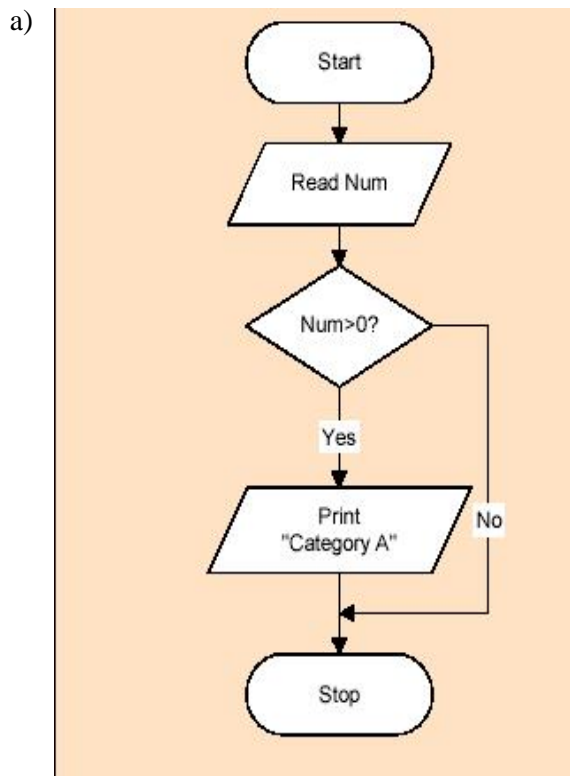 a)
Start
Read Num
Num>0?
Yes
Print
"Category A"
No
Stop